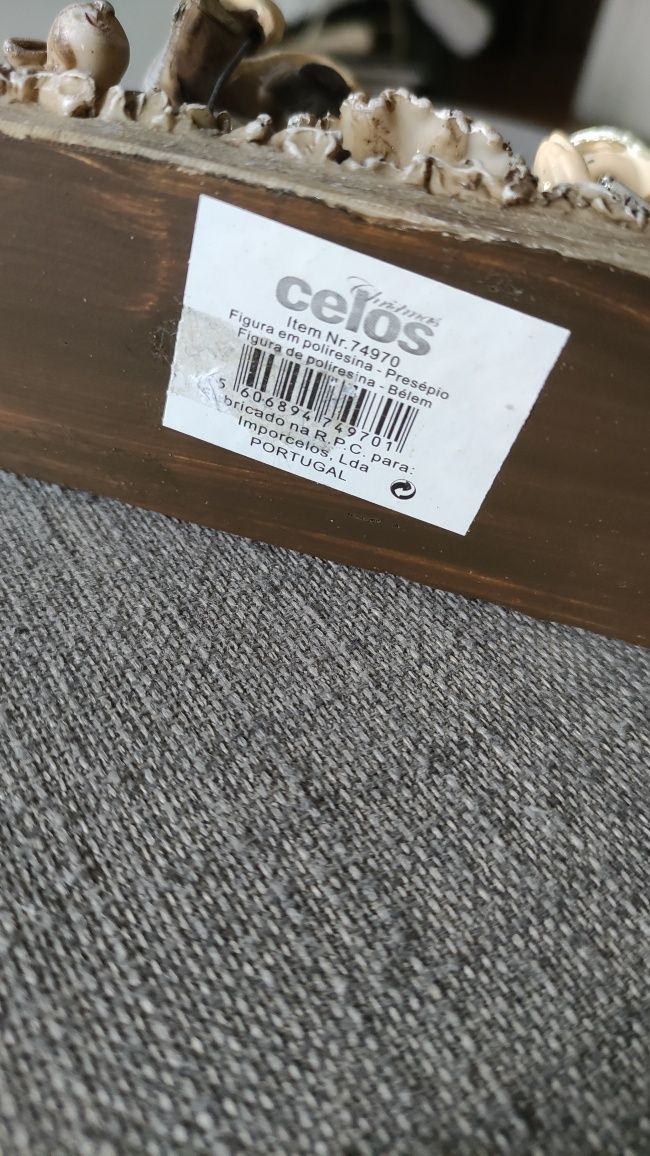 Christmas
celos
Item Nr.74970
Figura em poliresina - Presépio
Figura de poliresina - Bélem
5 606894 749701
Fabricado na R.P.C. para:
Imporcelos, Lda
PORTUGAL